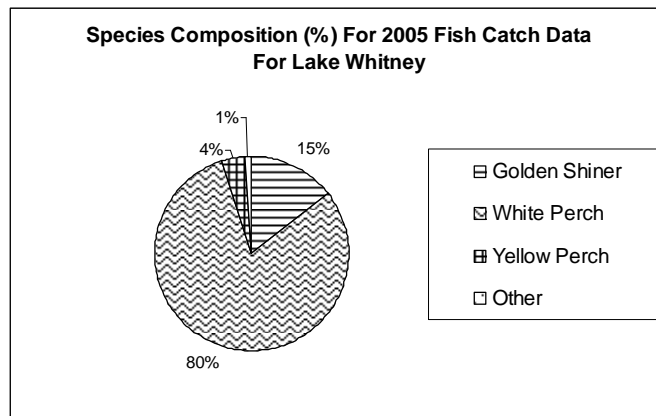 Species Composition (%) For 2005 Fish Catch Data
For Lake Whitney
1%
4%
15%
80%
Golden Shiner
White Perch
Yellow Perch
Other